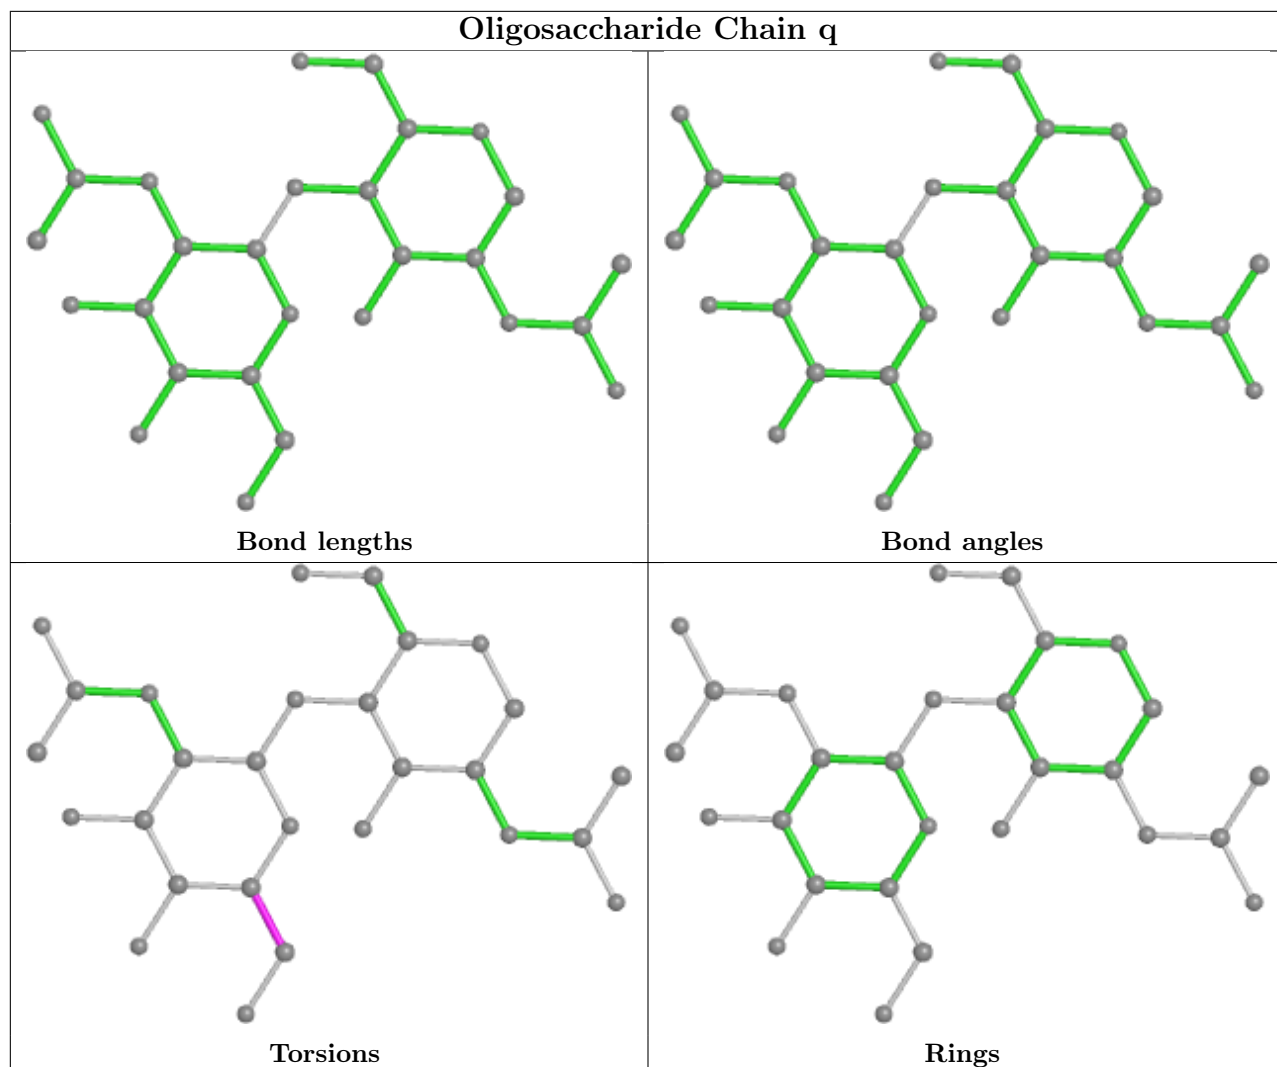 Oligosaccharide Chain q
Bond lengths
Bond angles
Torsions
Rings